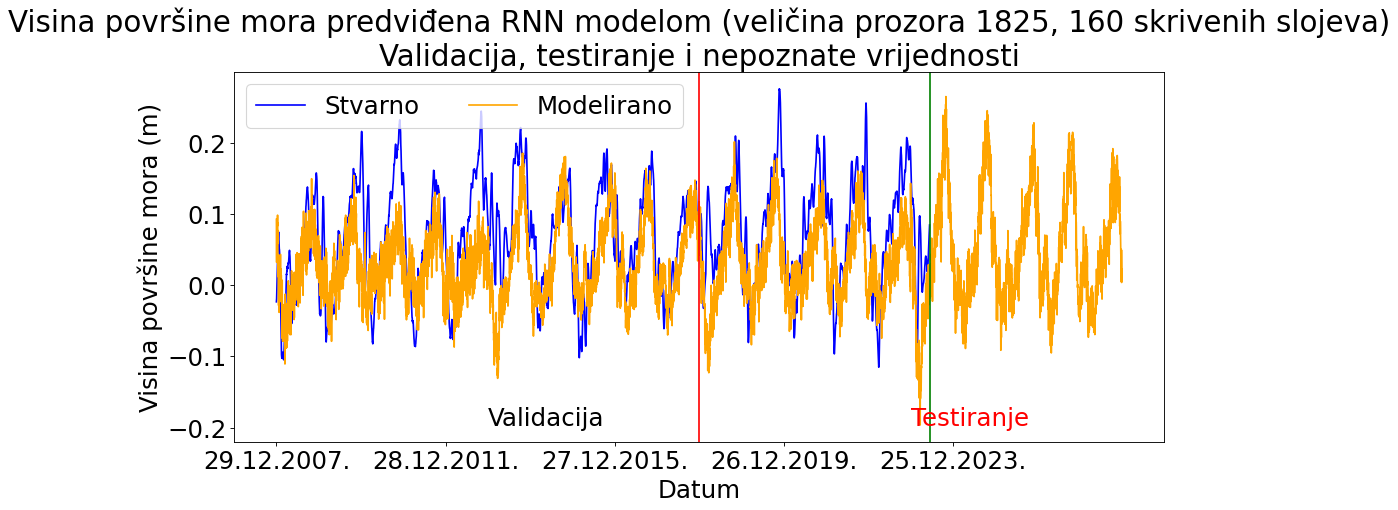 Visina površine mora predviđena RNN modelom (veličina prozora 1825, 160 skrivenih slojeva)
Validacija, testiranje i nepoznate vrijednosti
Stvarno
Modelirano
Visina površine mora (m)
0.2
0.1
0.0
−0.1
−0.2
Validacija
Testiranje
29.12.2007.
28.12.2011.
27.12.2015.
26.12.2019.
25.12.2023.
Datum